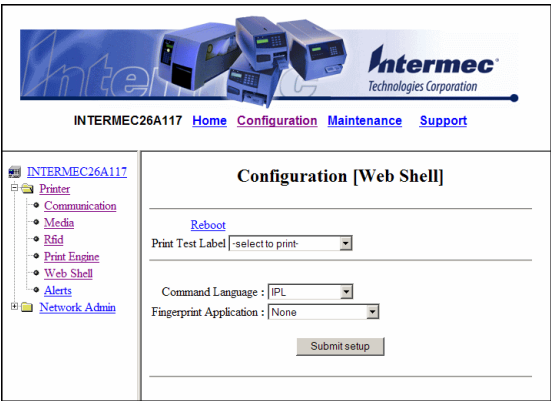 Inte
Intermec
Technologies Corporation
INTERMEC26A117 Home Configuration Maintenance Support
INTERMEC26A117
Printer
Communication
Media
Rfid
Print Engine
Web Shell
Alerts
Network Admin
Configuration [Web Shell]
Reboot
Print Test Label -select to print-
Command Language : IPL
Fingerprint Application : None
Submit setup